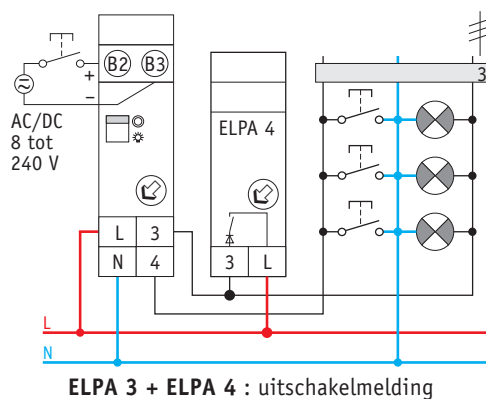 B2 B3
+
−
AC/DC
8 tot
240 V
ELPA 4
3
L 3
N 4
3 L
L
N
ELPA 3 + ELPA 4 : uitschakelmelding